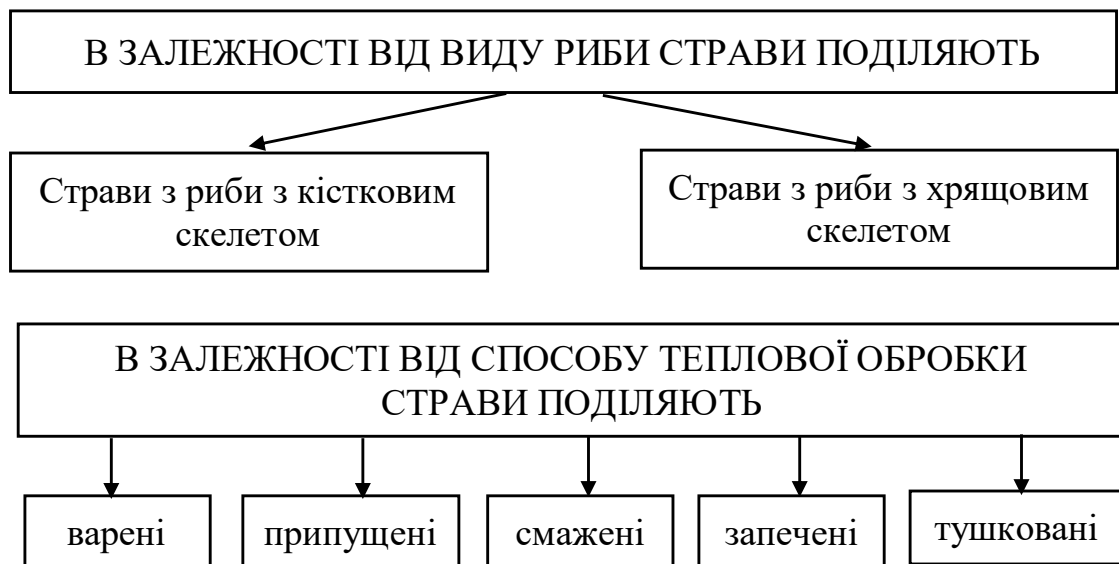 В ЗАЛЕЖНОСТІ ВІД ВИДУ РИБИ СТРАВИ ПОДІЛЯЮТЬ
Страви з риби з кістковим
скелетом
Страви з риби з хрящовим
скелетом
В ЗАЛЕЖНОСТІ ВІД СПОСОБУ ТЕПЛОВОЇ ОБРОБКИ
СТРАВИ ПОДІЛЯЮТЬ
варені
припущені
смажені
запечені
тушковані